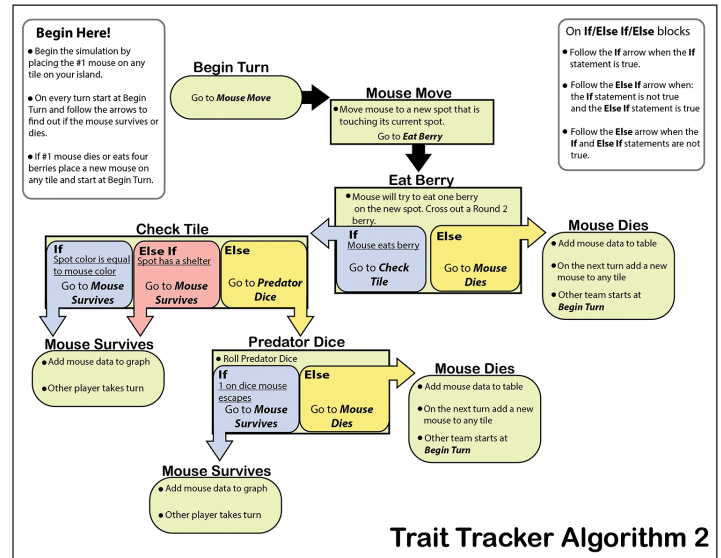 Begin Here!
● Begin the simulation by
placing the #1 mouse on any
tile on your island.
● On every turn start at Begin
Turn and follow the arrows to
find out if the mouse survives or
dies.
● If #1 mouse dies or eats four
berries place a new mouse on
any tile and start at Begin Turn.
Begin Turn
Go to Mouse Move
Mouse Move
● Move mouse to a new spot that is
touching its current spot.
Go to Eat Berry
On If/Else If/Else blocks
● Follow the If arrow when the If
statement is true.
● Follow the Else If arrow when:
the If statement is not true
and the Else If statement is true
● Follow the Else arrow when the
If and Else If statements are not
true.
Eat Berry
● Mouse will try to eat one berry
on the new spot. Cross out a Round 2
berry.
If
Mouse eats berry
Go to Check
Tile
Else
Go to Mouse
Dies
Mouse Dies
● Add mouse data to table
● On the next turn add a new
mouse to any tile
● Other team starts at
Begin Turn
Check Tile
If
Spot color is equal
to mouse color
Go to Mouse
Survives
Else If
Spot has a shelter
Go to Mouse
Survives
Else
Go to Predator
Dice
Mouse Survives
● Add mouse data to graph
● Other player takes turn
Predator Dice
● Roll Predator Dice
If
1 on dice mouse
escapes
Go to Mouse
Survives
Else
Go to Mouse
Dies
Mouse Dies
● Add mouse data to table
● On the next turn add a new
mouse to any tile
● Other team starts at
Begin Turn
Mouse Survives
● Add mouse data to graph
● Other player takes turn
Trait Tracker Algorithm 2